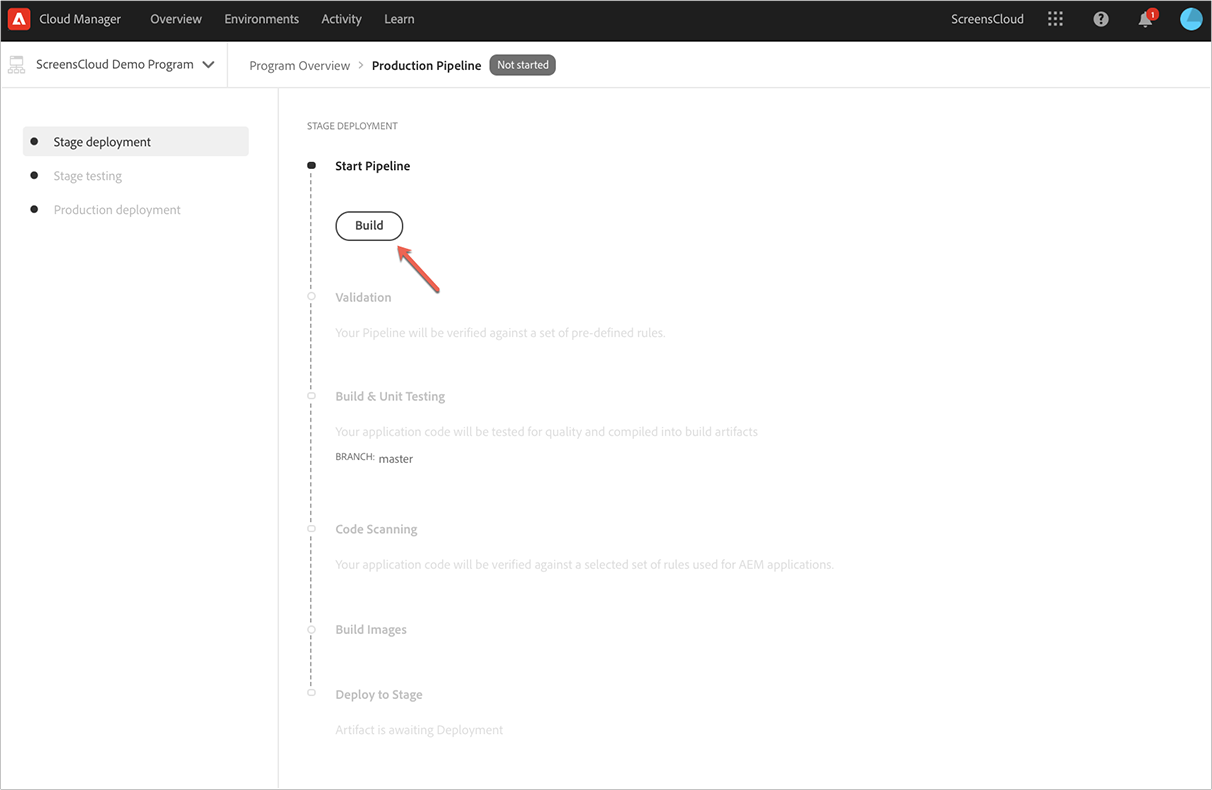 Cloud Manager Overview Environments Activity Learn ScreensCloud 1
ScreensCloud Demo Program Program Overview > Production Pipeline Not started
STAGE DEPLOYMENT
Stage deployment
Stage testing
Production deployment
Start Pipeline
Build
Validation
Your Pipeline will be verified against a set of pre-defined rules.
Build & Unit Testing
Your application code will be tested for quality and compiled into build artifacts
BRANCH: master
Code Scanning
Your application code will be verified against a selected set of rules used for AEM applications.
Build Images
Deploy to Stage
Artifact is awaiting Deployment